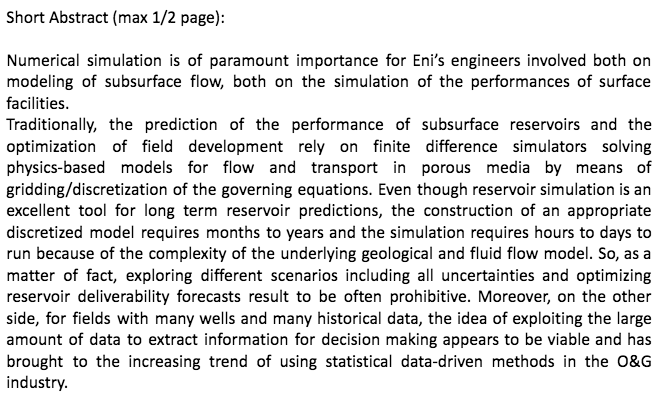 Short Abstract (max 1/2 page):
Numerical simulation is of paramount importance for Eni's engineers involved both on
modeling of subsurface flow, both on the simulation of the performances of surface
facilities.
Traditionally, the prediction of the performance of subsurface reservoirs and the
optimization of field development rely on finite difference simulators solving
physics-based models for flow and transport in porous media by means of
gridding/discretization of the governing equations. Even though reservoir simulation is an
excellent tool for long term reservoir predictions, the construction of an appropriate
discretized model requires months to years and the simulation requires hours to days to
run because of the complexity of the underlying geological and fluid flow model. So, as a
matter of fact, exploring different scenarios including all uncertainties and optimizing
reservoir deliverability forecasts result to be often prohibitive. Moreover, on the other
side, for fields with many wells and many historical data, the idea of exploiting the large
amount of data to extract information for decision making appears to be viable and has
brought to the increasing trend of using statistical data-driven methods in the O&G
industry.